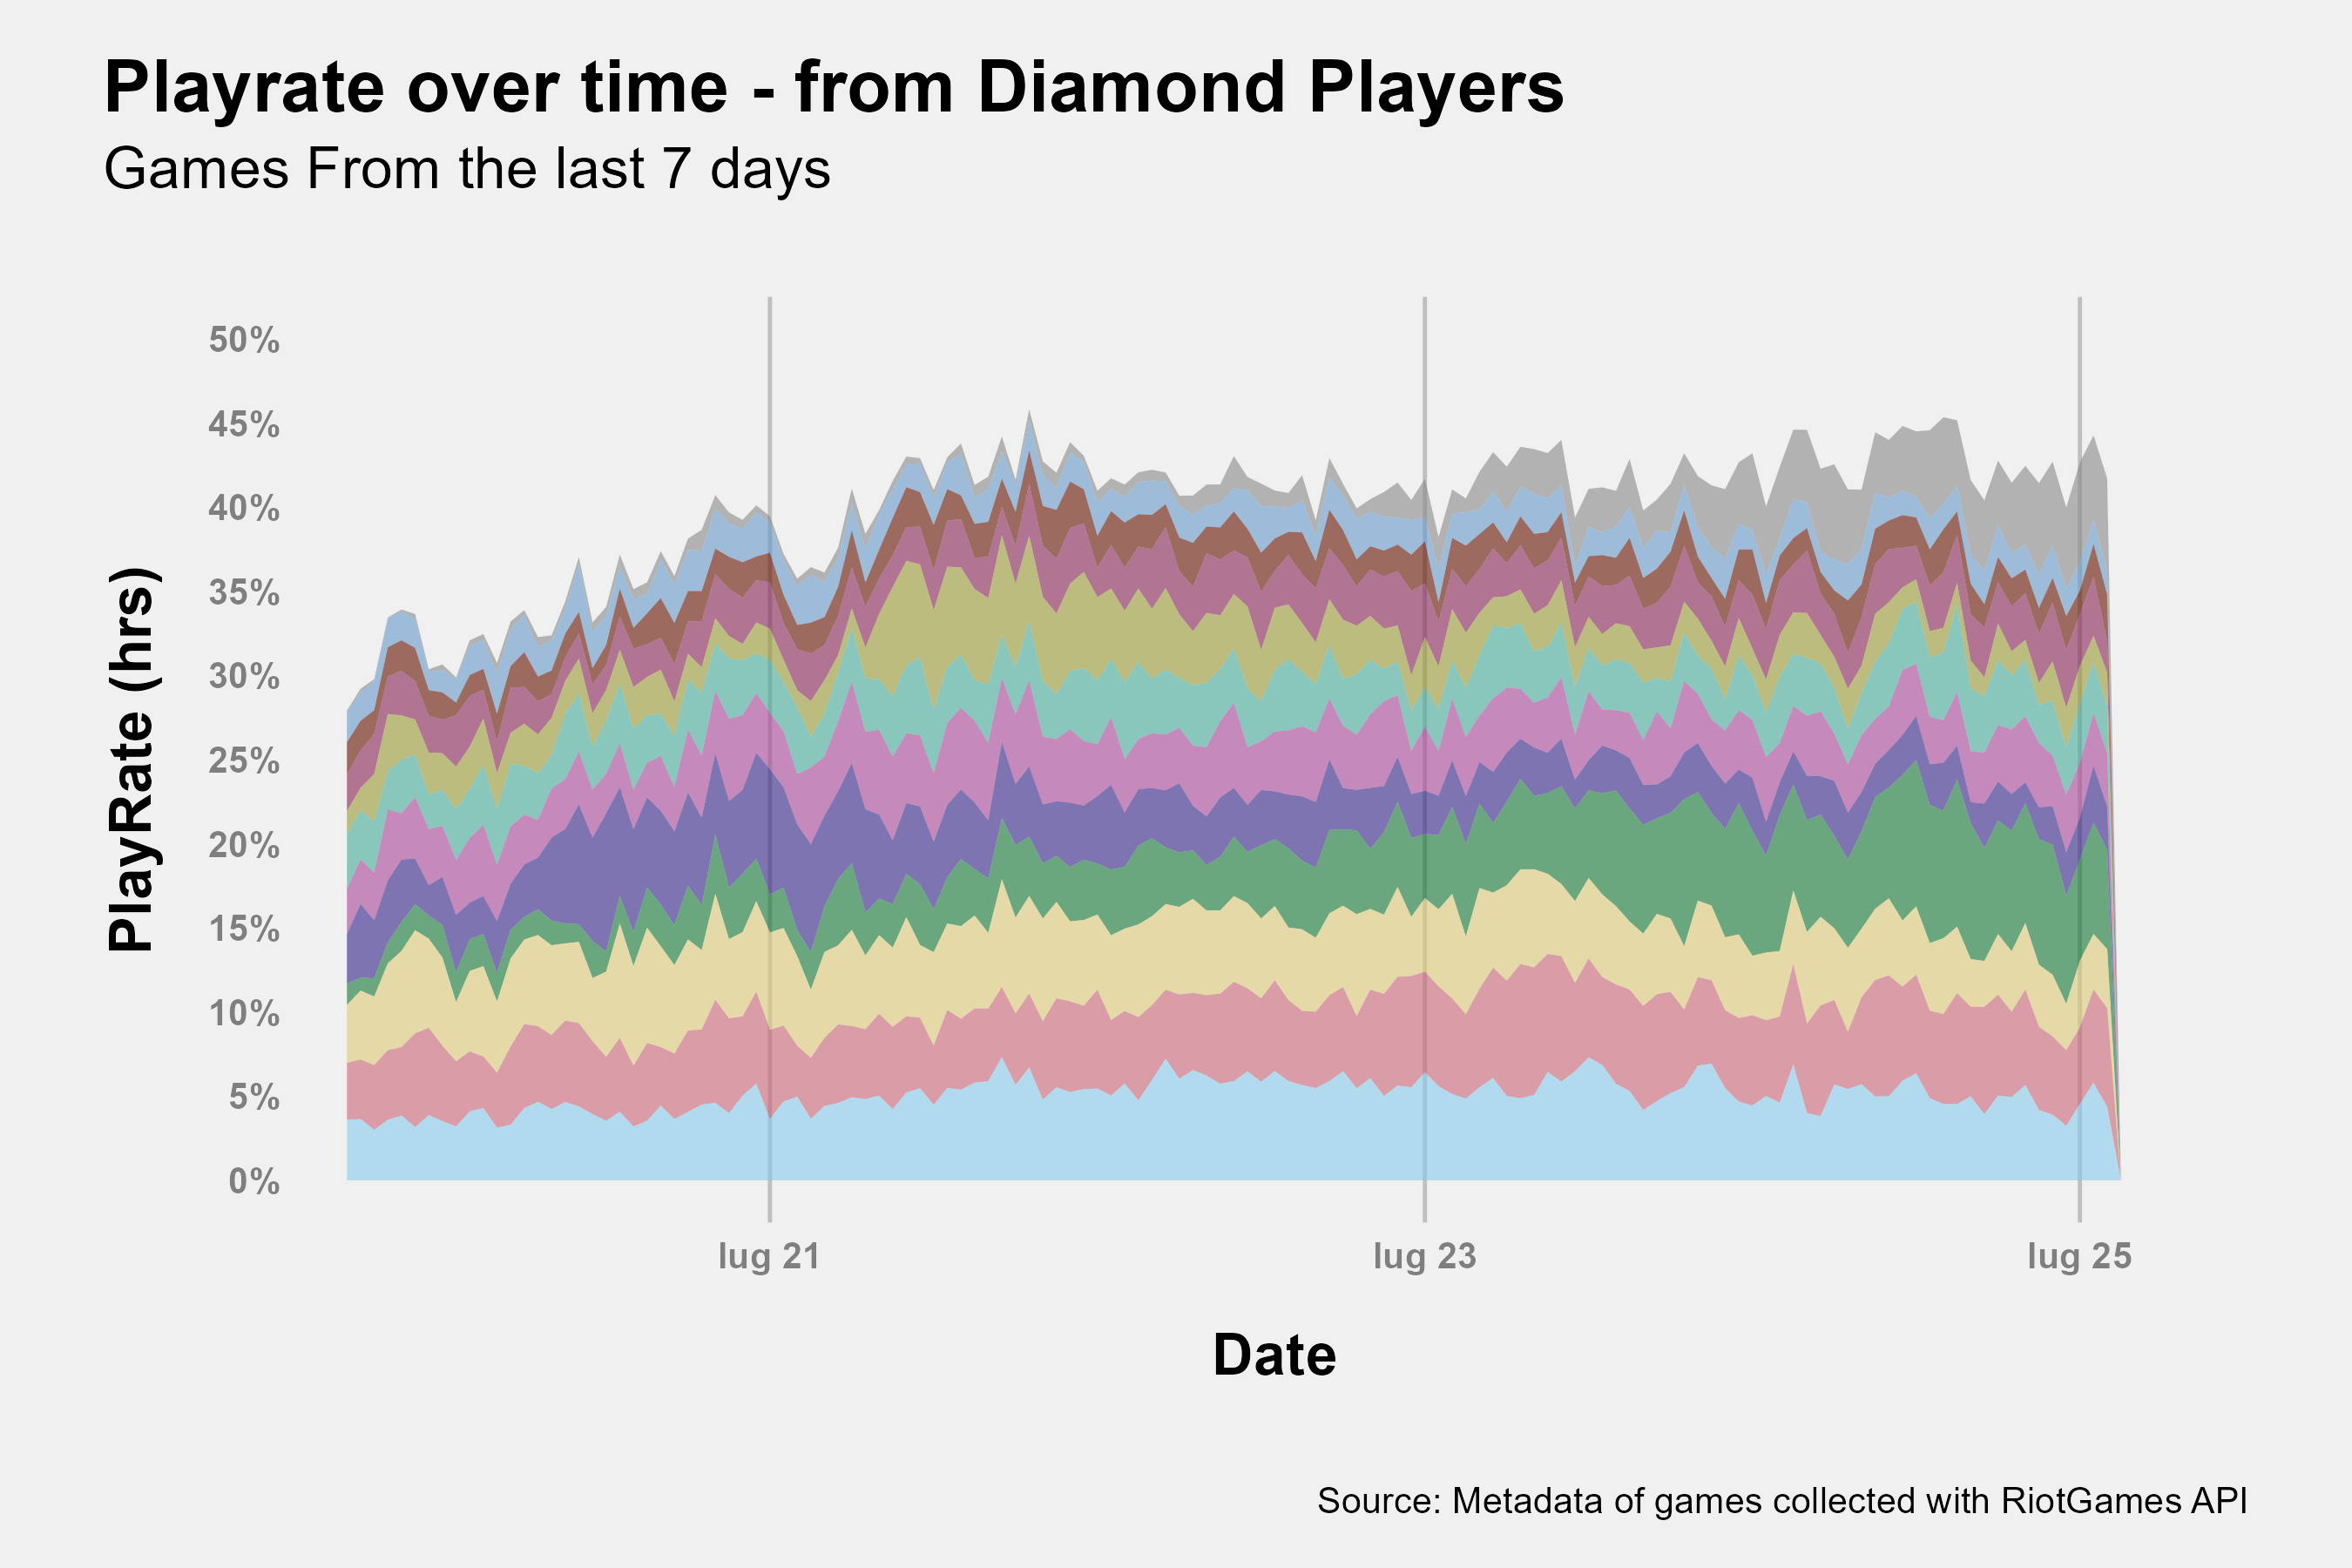 Playrate over time - from Diamond Players
Games From the last 7 days
PlayRate (hrs)
50%
45%
40%
35%
30%
25%
20%
15%
10%
5%
0%
lug 21
lug 23
lug 25
Date
Source: Metadata of games collected with RiotGames API